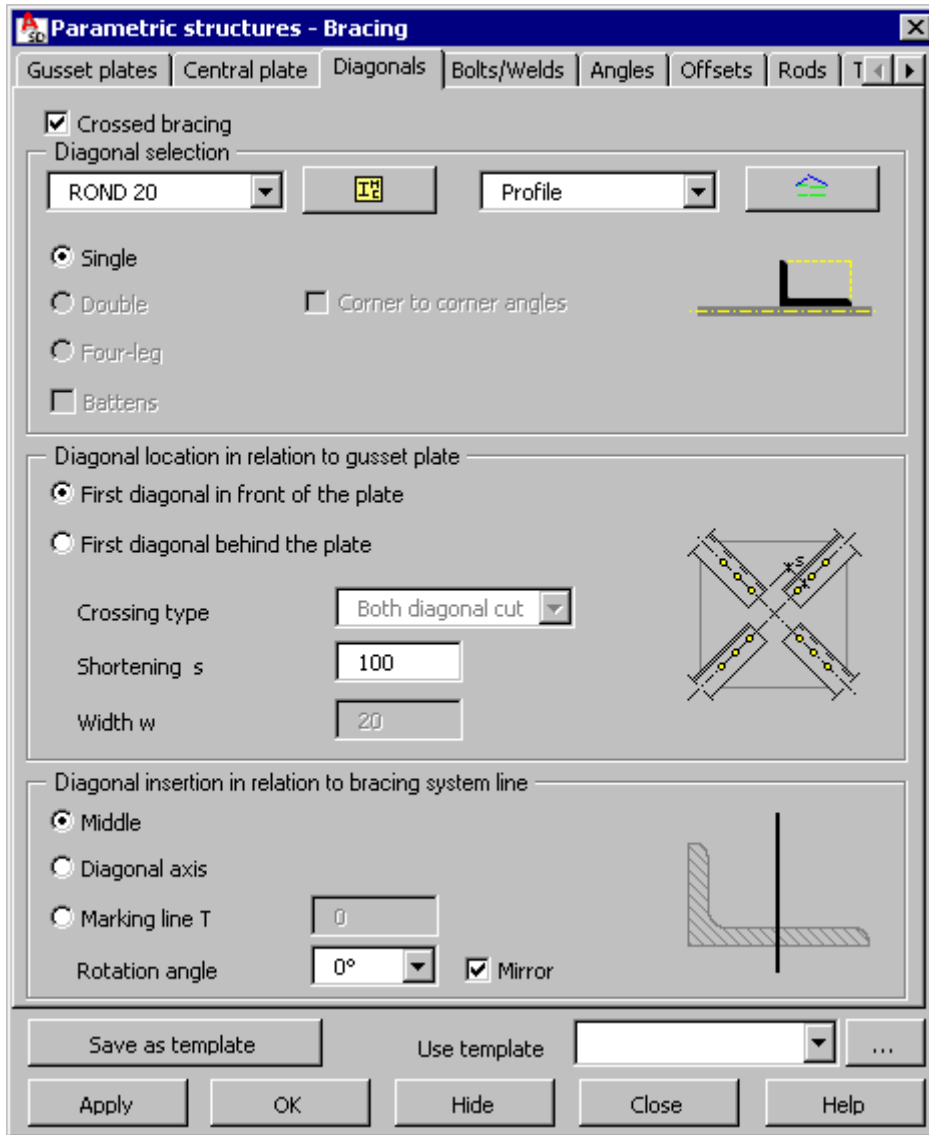 A SD Parametric structures - Bracing
Gusset plates Central plate Diagonals Bolts/Welds Angles Offsets Rods T
Crossed bracing
Diagonal selection
ROND 20 Profile
Single
Double Corner to corner angles
Four-leg
Battens
Diagonal location in relation to gusset plate
First diagonal in front of the plate
First diagonal behind the plate
s
Crossing type Both diagonal cut
Shortening s 100
Width w 20
Diagonal insertion in relation to bracing system line
Middle
Diagonal axis
Marking line T 0
Rotation angle 0° Mirror
Save as template Use template ...
Apply OK Hide Close Help